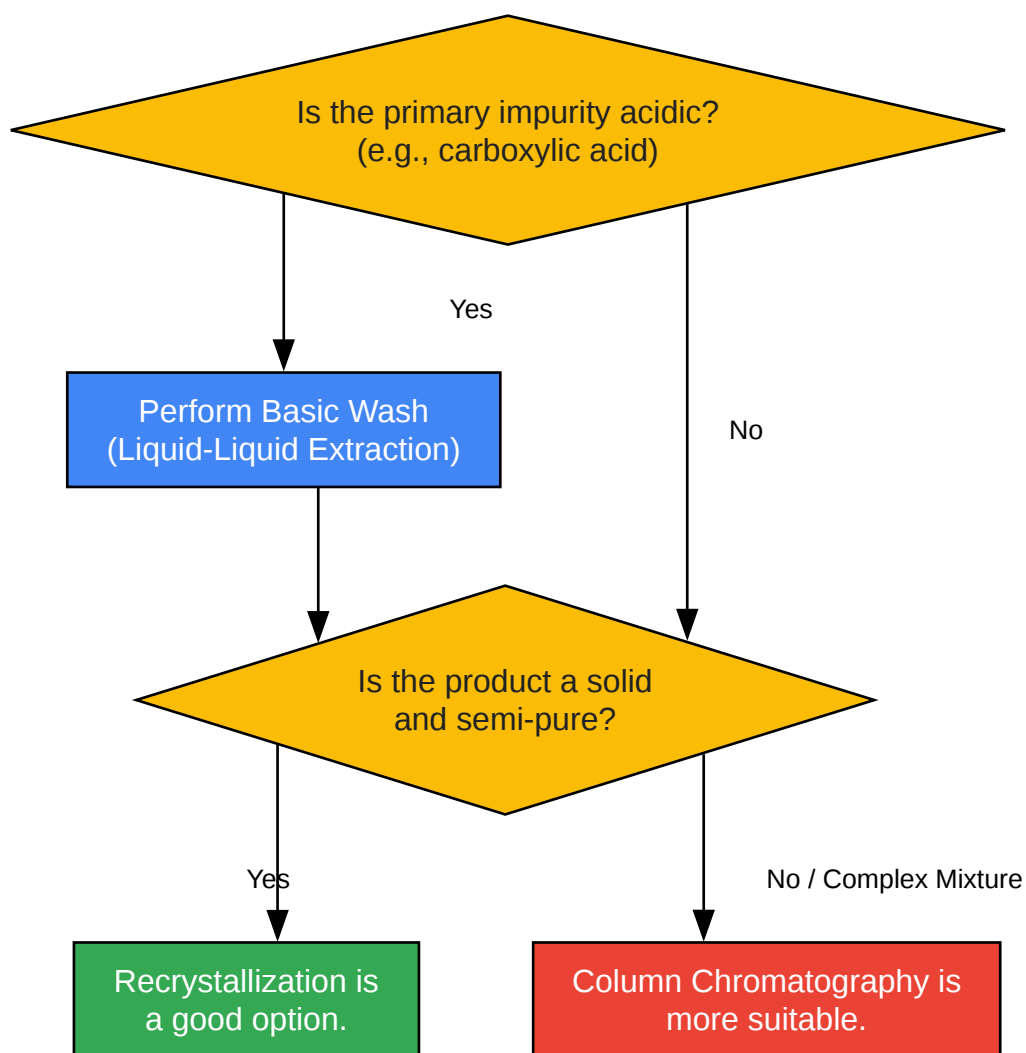 Is the primary impurity acidic?
(e.g., carboxylic acid)
Yes
Perform Basic Wash
(Liquid-Liquid Extraction)
No
Is the product a solid
and semi-pure?
Yes
No / Complex Mixture
Recrystallization is
a good option.
Column Chromatography is
more suitable.